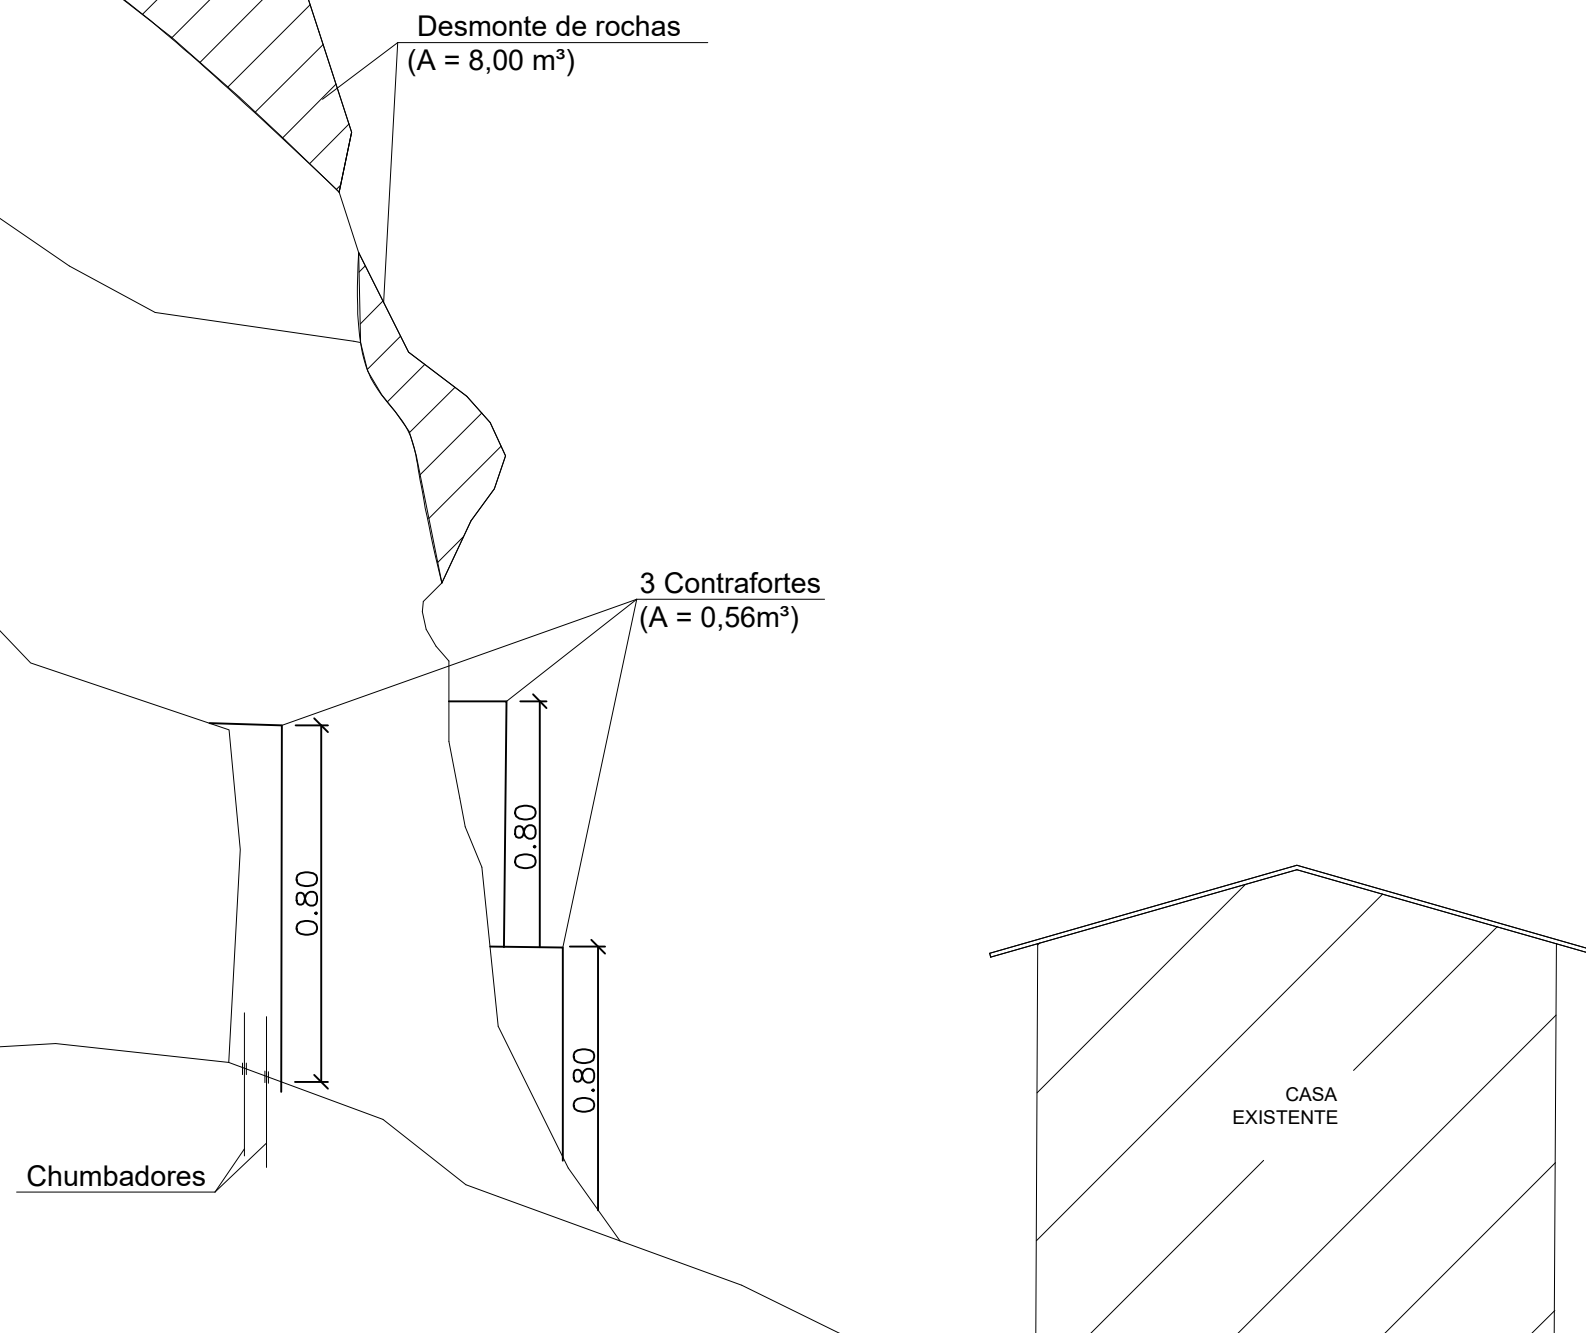 Desmonte de rochas
(A = 8,00 m³)
3 Contrafortes
(A = 0,56m³)
0.80
0.80
0.80
CASA
EXISTENTE
Chumbadores